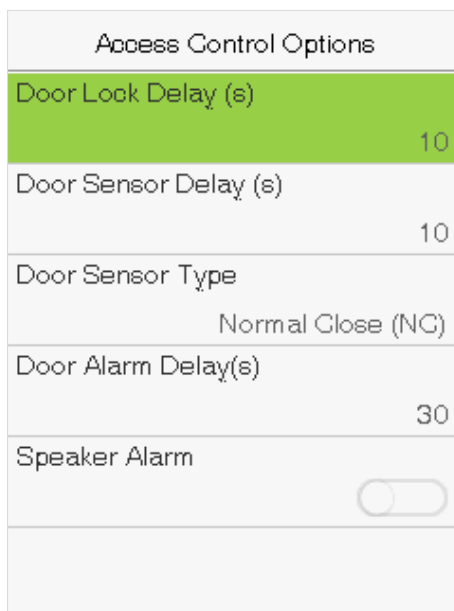 Access Control Options
Door Lock Delay (s)
10
Door Sensor Delay (s)
10
Door Sensor Type
Normal Close (NC)
Door Alarm Delay(s)
30
Speaker Alarm